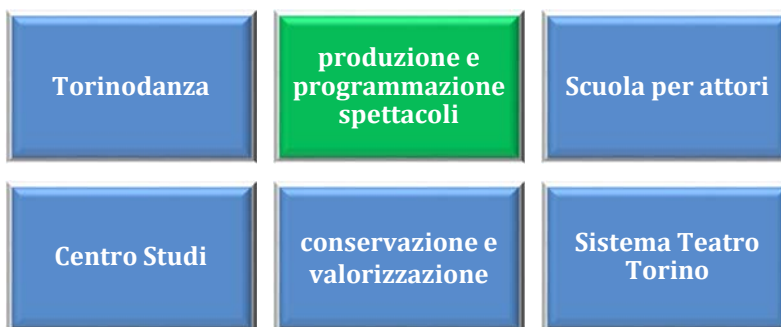 Torinodanza
produzione e
programmazione
spettacoli
Scuola per attori
Centro Studi
conservazione e
valorizzazione
Sistema Teatro
Torino